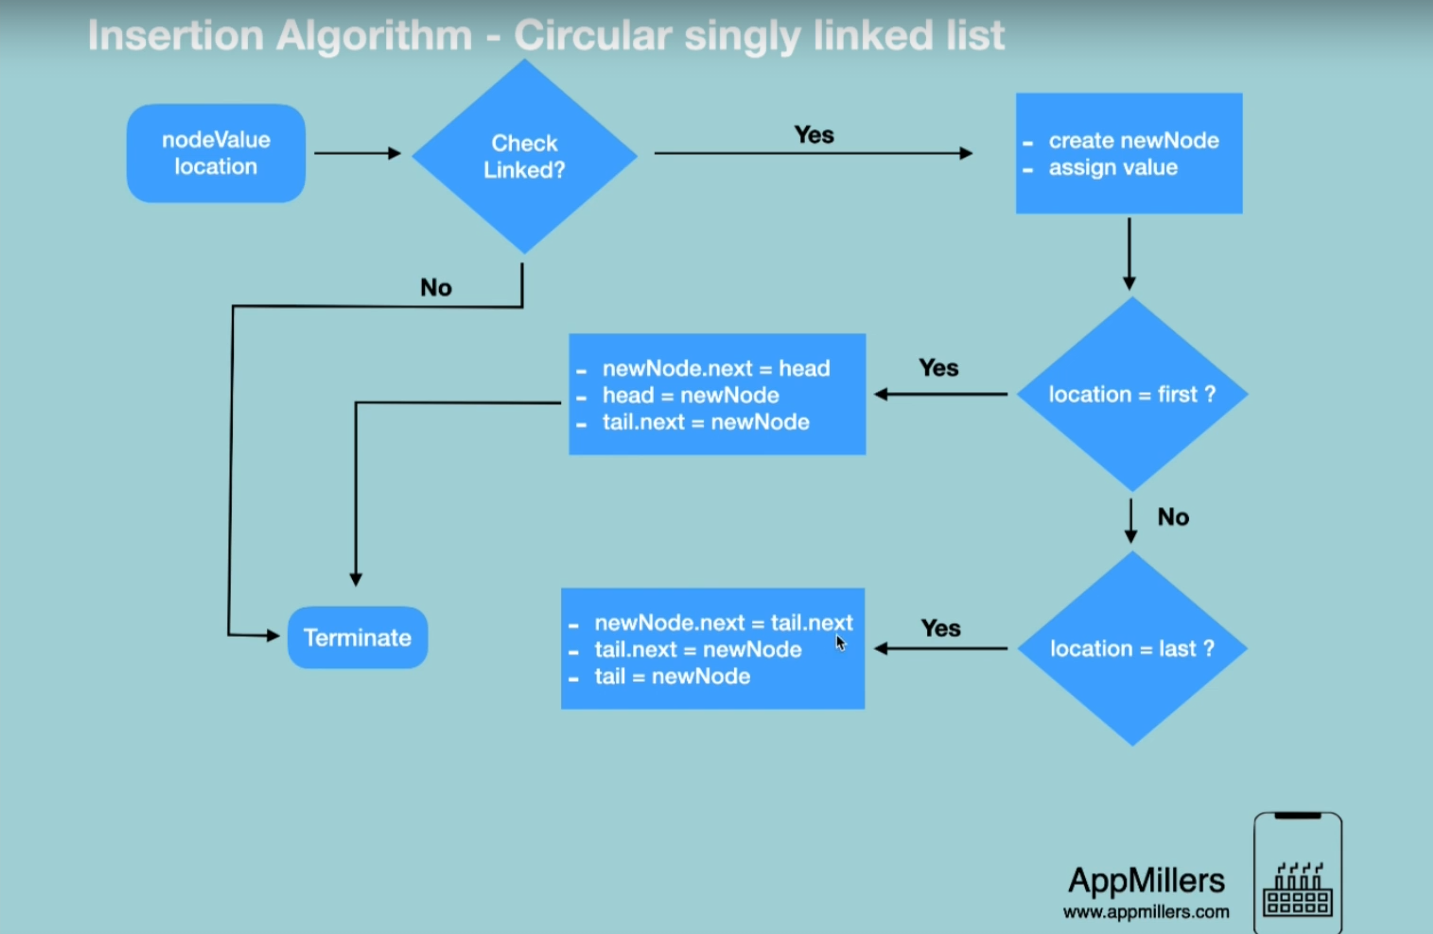 Insertion Algorithm - Circular singly linked list
nodeValue
location
Check
Linked?
Yes
- create newNode
- assign value
No
- newNode.next = head
- head = newNode
- tail.next = newNode
Yes
location = first ?
No
Terminate
- newNode.next = tail.next
- tail.next = newNode
- tail = newNode
Yes
location = last ?
AppMillers
www.appmillers.com